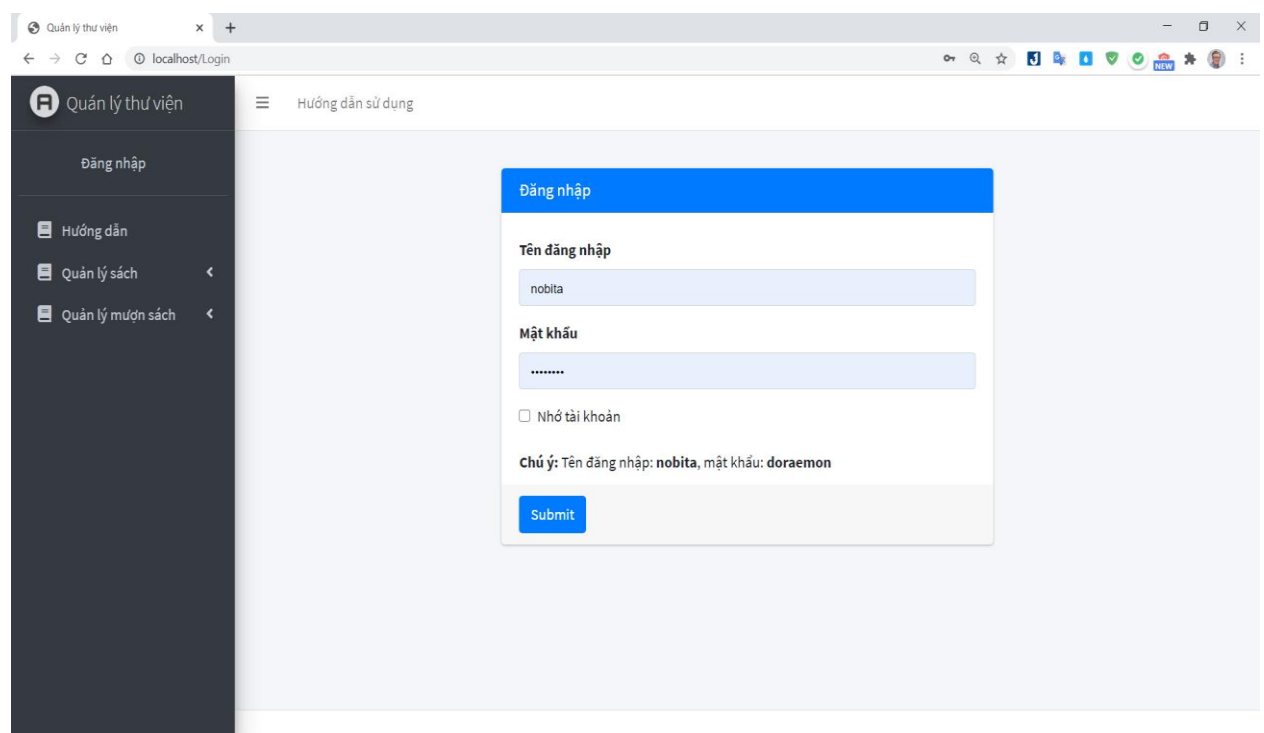 Quản lý thư viện
localhost/Login
NEW
Quản lý thư viện
Hướng dẫn sử dụng
Đăng nhập
Hướng dẫn
Quản lý sách
Quản lý mượn sách
Đăng nhập
Tên đăng nhập
nobita
Mật khẩu
••••••••
Nhớ tài khoản
Chú ý: Tên đăng nhập: nobita, mật khẩu: doraemon
Submit